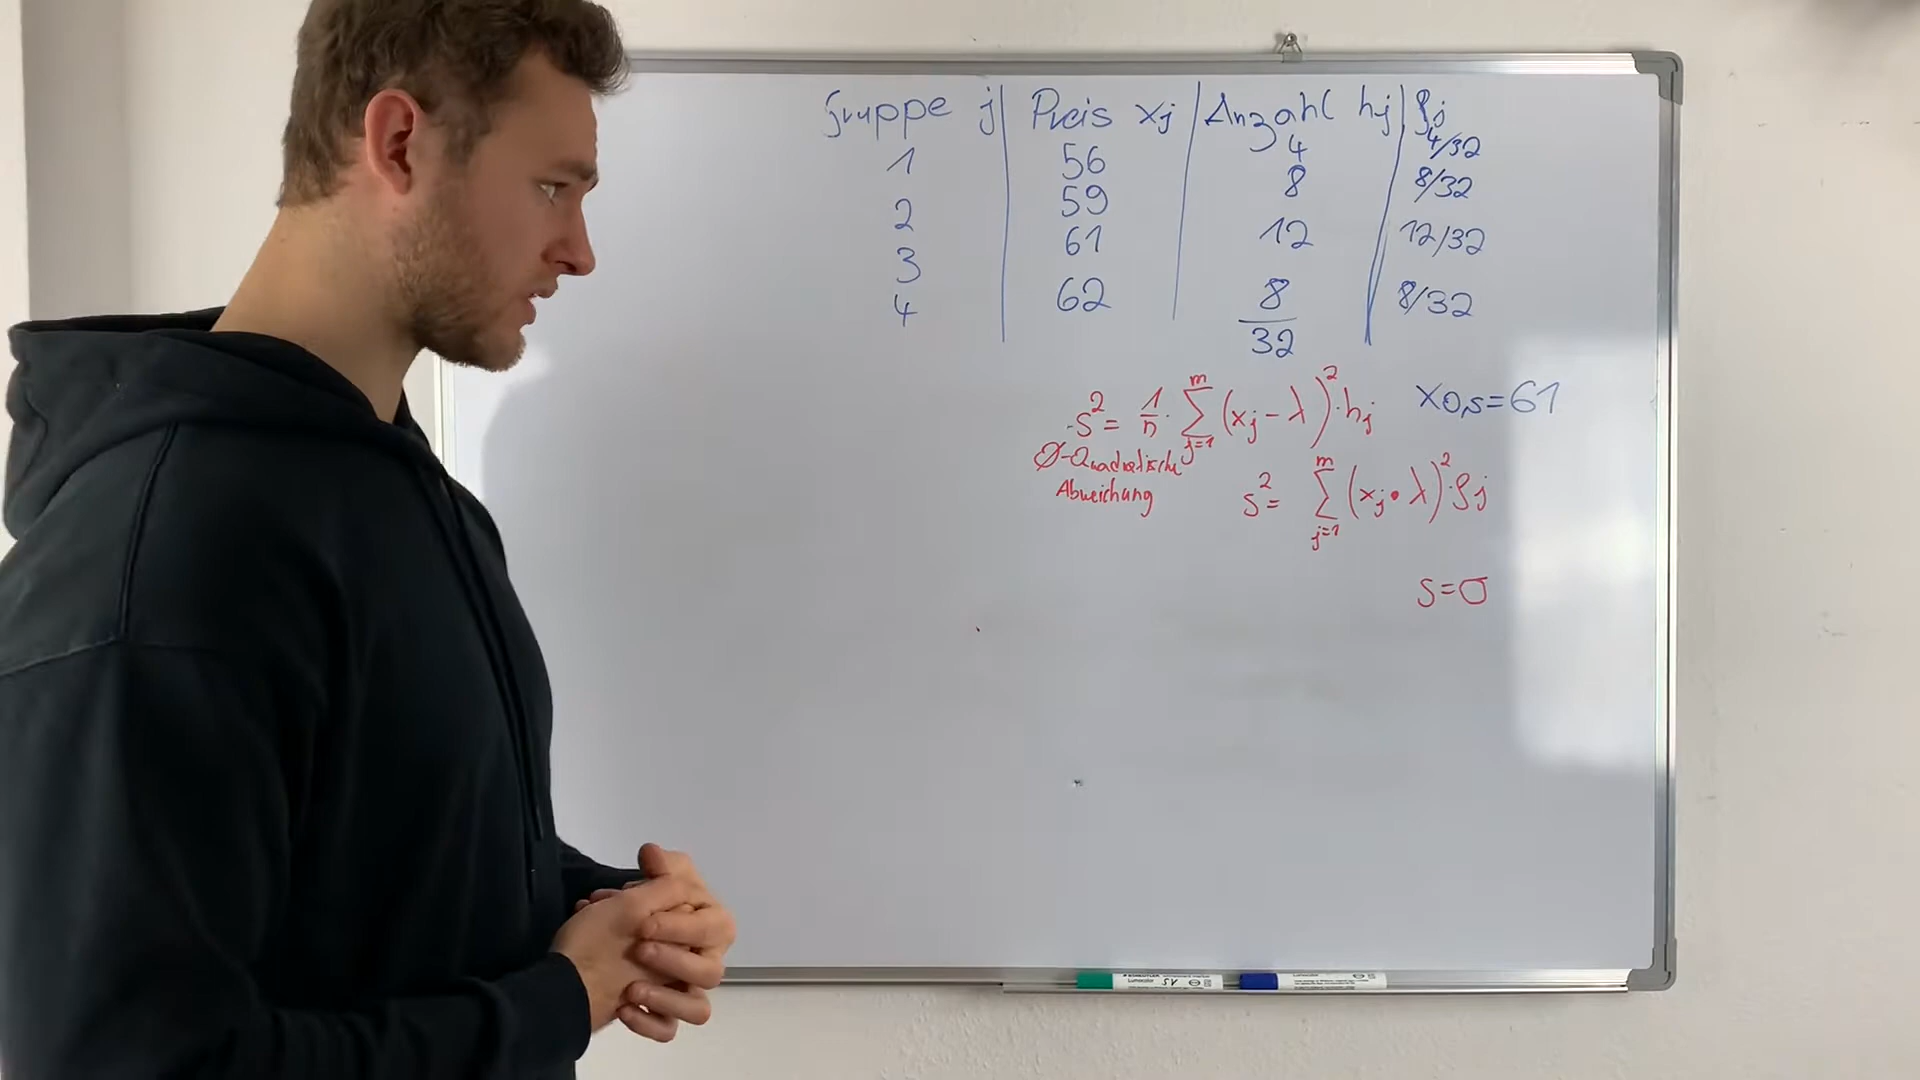 Gruppe j | Preis xj | Anzahl hj | fj
1 56 4 4/32
2 59 8 8/32
3 61 12 12/32
4 62 8 8/32
32
s² = 1/n · ∑ j=1 m (xj - λ)² · hj
x0,5=61
Ø-Quadratische
Abweichung
s² = ∑ j=1 m (xj • λ)² · fj
s=σ